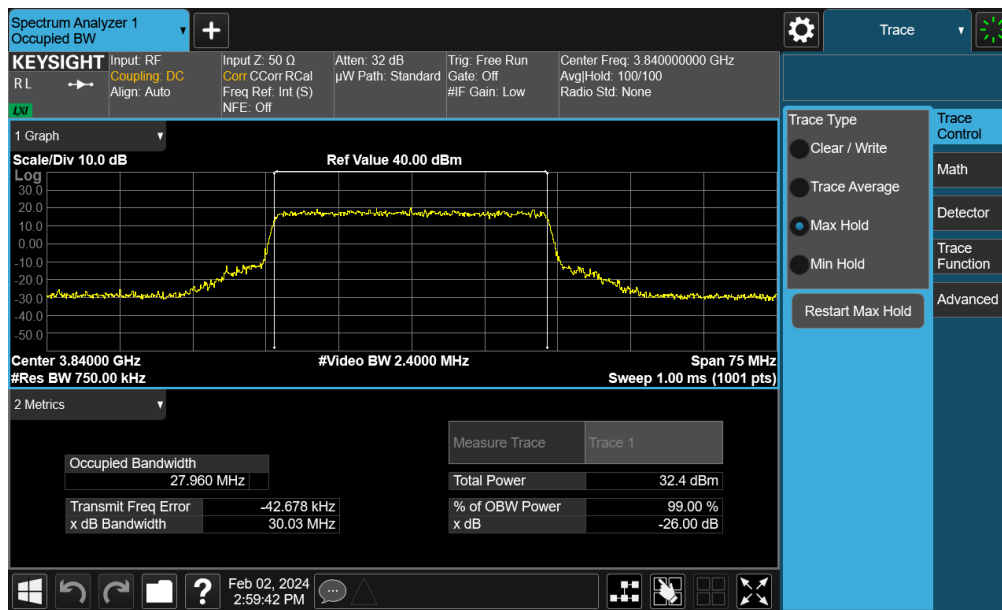 Spectrum Analyzer 1
Occupied BW
Trace
KEYSIGHT
RL
LXI
Input: RF
Coupling: DC
Align: Auto
Input Z: 50 Ω
Corr CCorr RCal
Freq Ref: Int (S)
NFE: Off
Atten: 32 dB
µW Path: Standard
Trig: Free Run
Gate: Off
#IF Gain: Low
Center Freq: 3.840000000 GHz
Avg|Hold: 100/100
Radio Std: None
1 Graph
Scale/Div 10.0 dB
Ref Value 40.00 dBm
Log
30.0
20.0
10.0
0.00
-10.0
-20.0
-30.0
-40.0
-50.0
Center 3.84000 GHz
#Video BW 2.4000 MHz
Span 75 MHz
#Res BW 750.00 kHz
Sweep 1.00 ms (1001 pts)
2 Metrics
Measure Trace
Trace 1
Occupied Bandwidth
27.960 MHz
Total Power
32.4 dBm
Transmit Freq Error
-42.678 kHz
% of OBW Power
99.00 %
x dB Bandwidth
30.03 MHz
x dB
-26.00 dB
Trace Type
Clear / Write
Trace Average
Max Hold
Min Hold
Restart Max Hold
Trace
Control
Math
Detector
Trace
Function
Advanced
?
Feb 02, 2024
2:59:42 PM